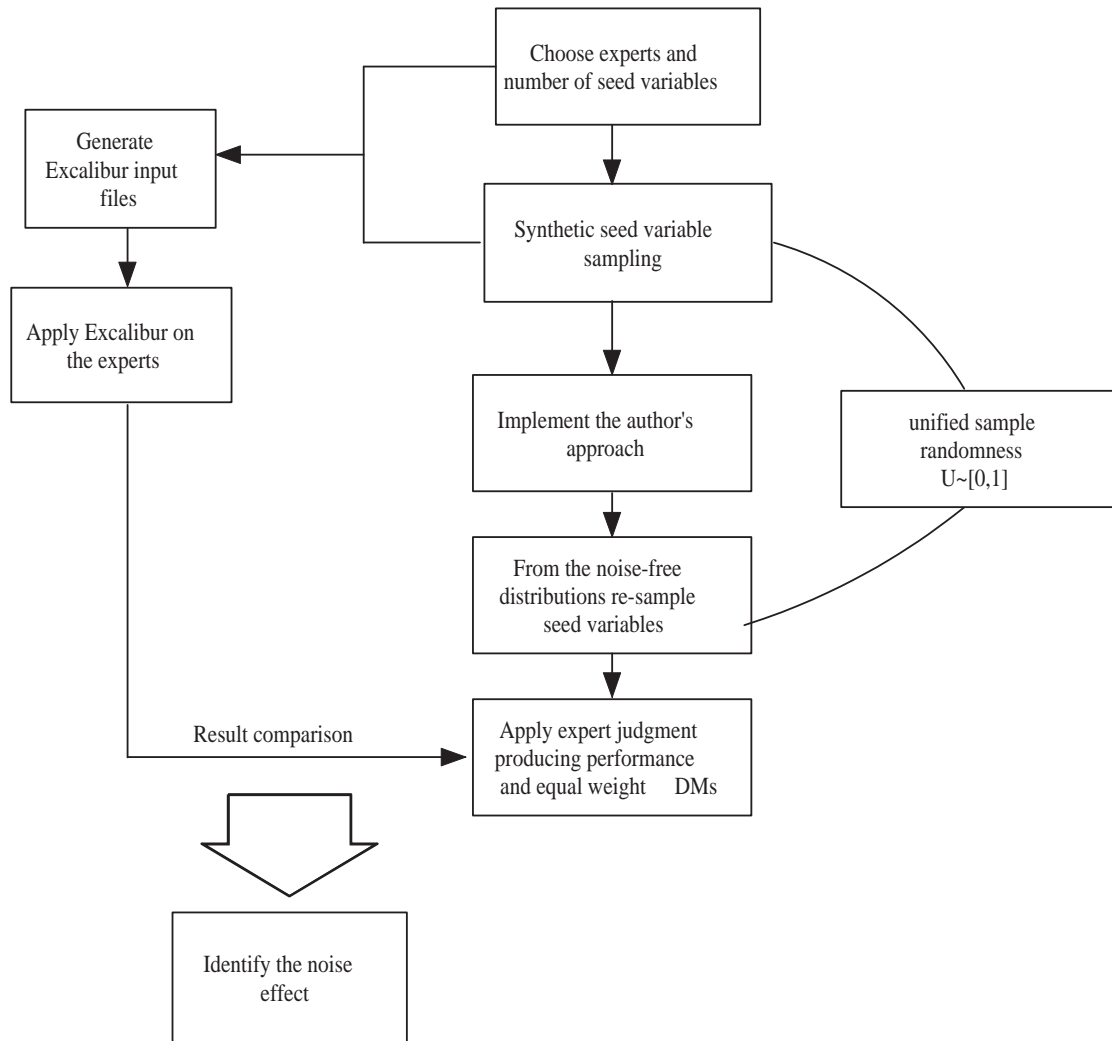 Choose experts and
number of seed variables
Generate
Excalibur input
files
Synthetic seed variable
sampling
Apply Excalibur on
the experts
Implement the author's
approach
unified sample
randomness
U~[0,1]
From the noise-free
distributions re-sample
seed variables
Result comparison
Apply expert judgment
producing performance
and equal weight DMs
Identify the noise
effect